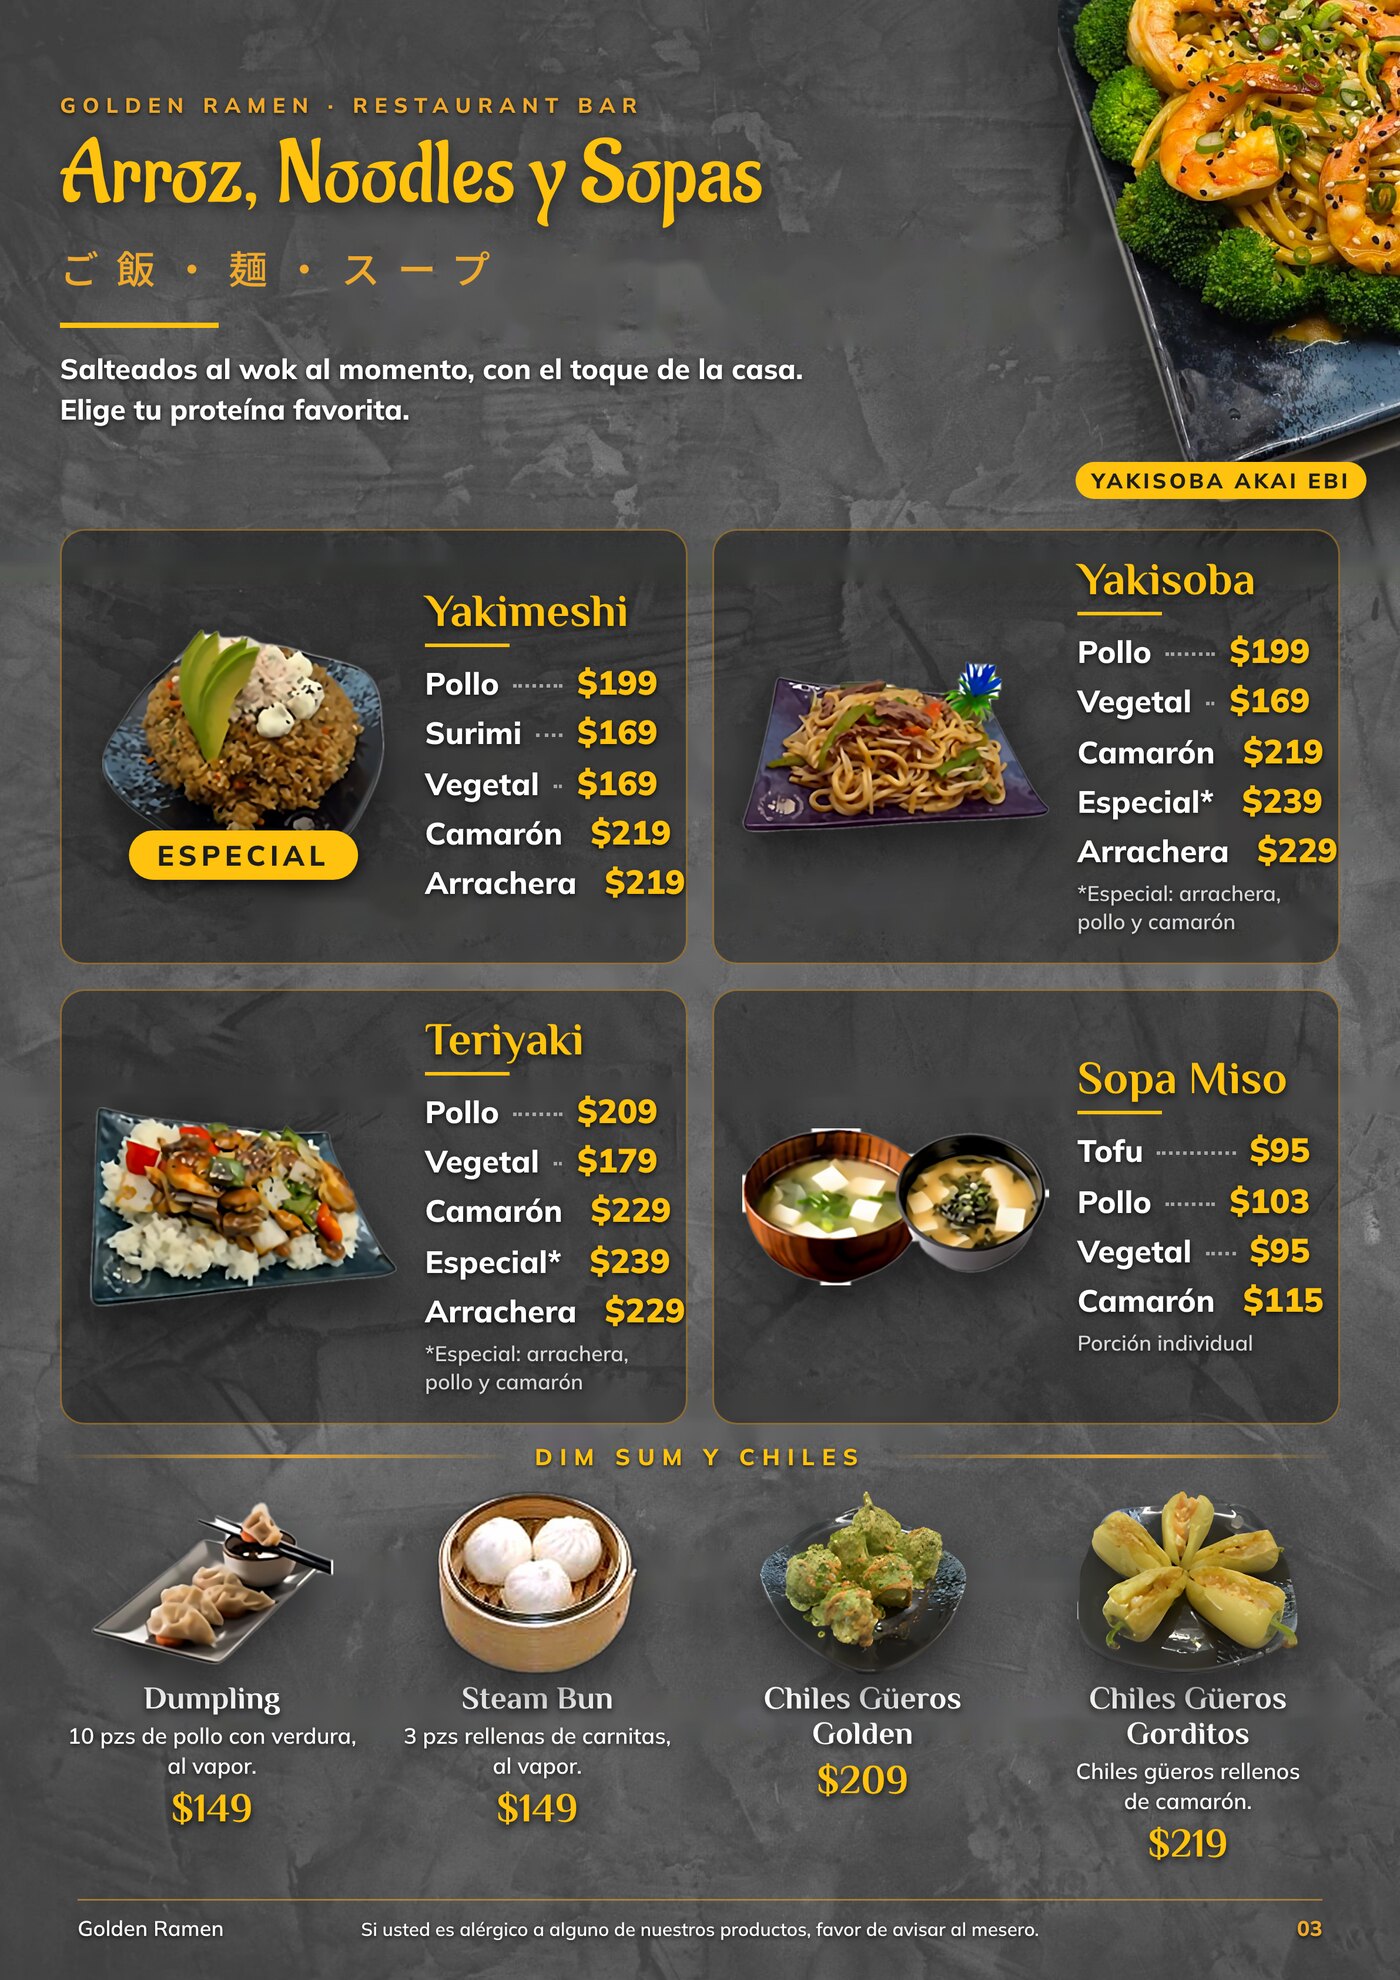 GOLDEN RAMEN · RESTAURANT BAR
Arroz, Noodles y Sopas
ご飯・麺・スープ
Salteados al wok al momento, con el toque de la casa.
Elige tu proteína favorita.
YAKISOBA AKAI EBI
Yakimeshi
Pollo $199
Surimi $169
Vegetal $169
Camarón $219
Arrachera $219
ESPECIAL
Yakisoba
Pollo $199
Vegetal $169
Camarón $219
Especial* $239
Arrachera $229
*Especial: arrachera,
pollo y camarón
Teriyaki
Pollo $209
Vegetal $179
Camarón $229
Especial* $239
Arrachera $229
*Especial: arrachera,
pollo y camarón
Sopa Miso
Tofu $95
Pollo $103
Vegetal $95
Camarón $115
Porción individual
DIM SUM Y CHILES
Dumpling
10 pzs de pollo con verdura,
al vapor.
$149
Steam Bun
3 pzs rellenas de carnitas,
al vapor.
$149
Chiles Güeros
Golden
$209
Chiles Güeros
Gorditos
Chiles güeros rellenos
de camarón.
$219
Golden Ramen
Si usted es alérgico a alguno de nuestros productos, favor de avisar al mesero.
03